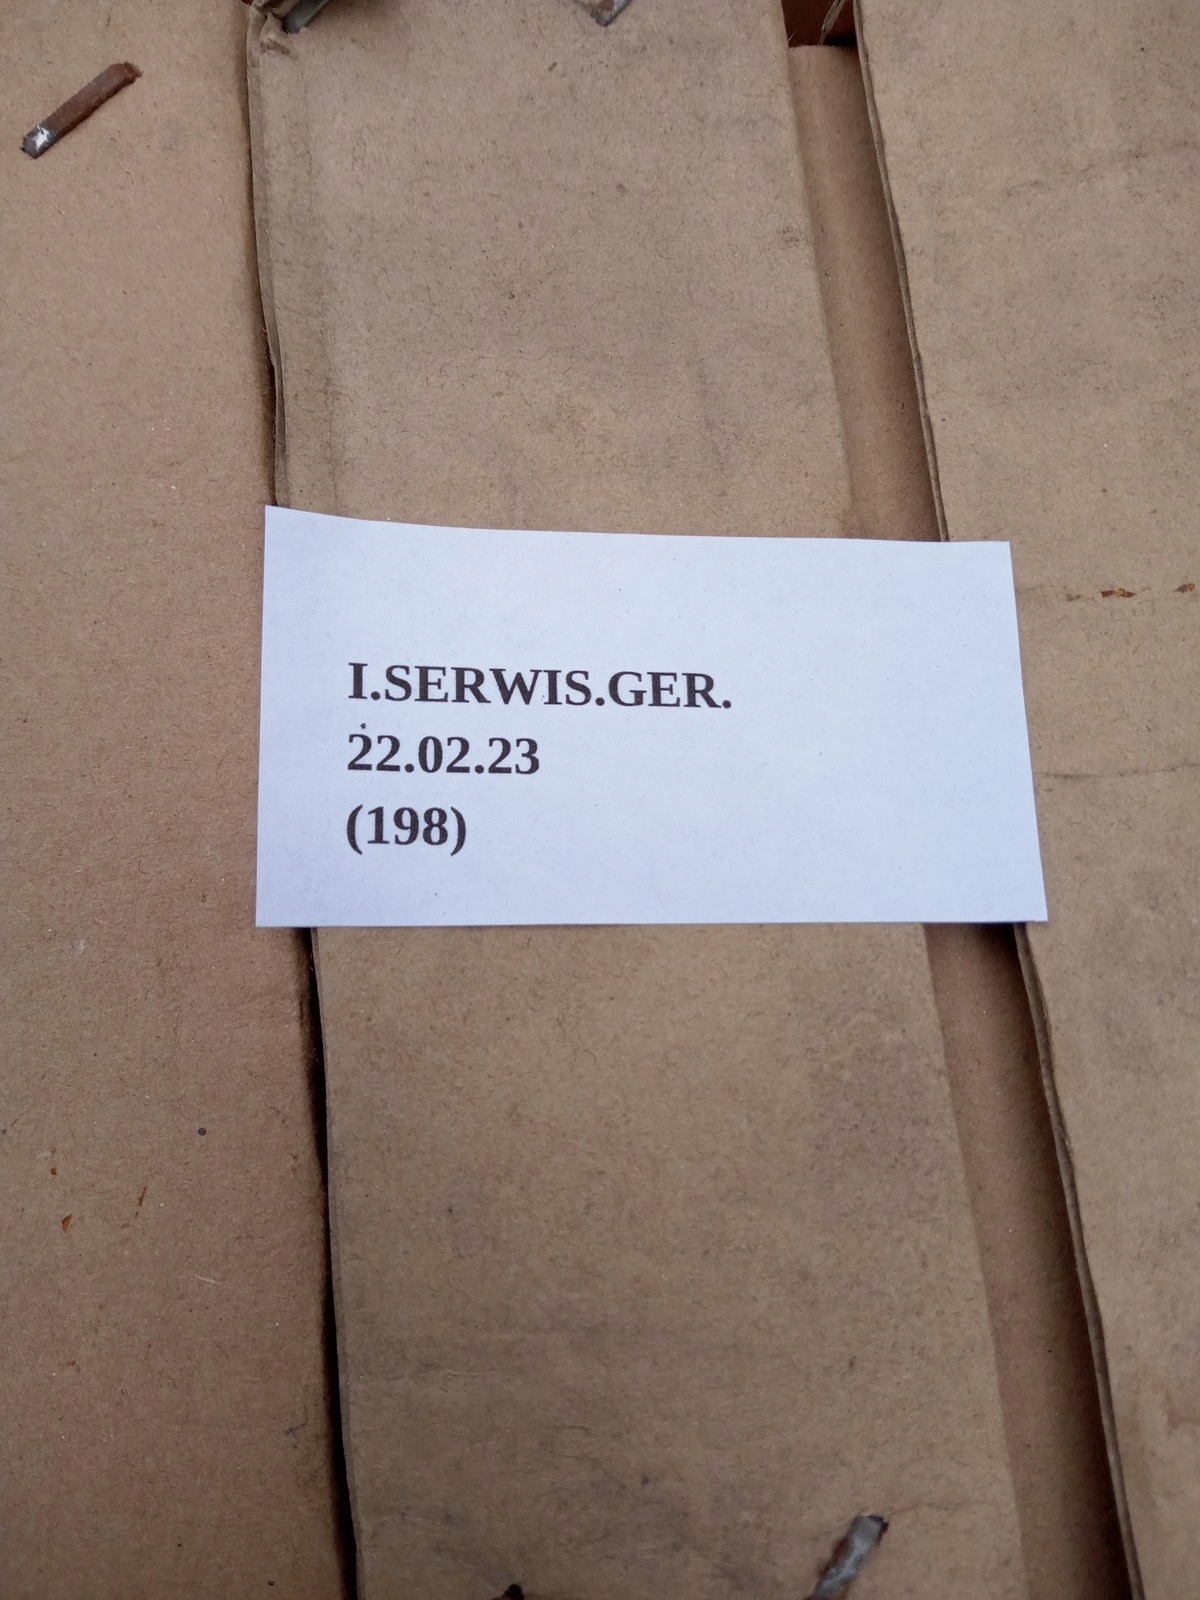 I.SERWIS.GER.
22.02.23
(198)